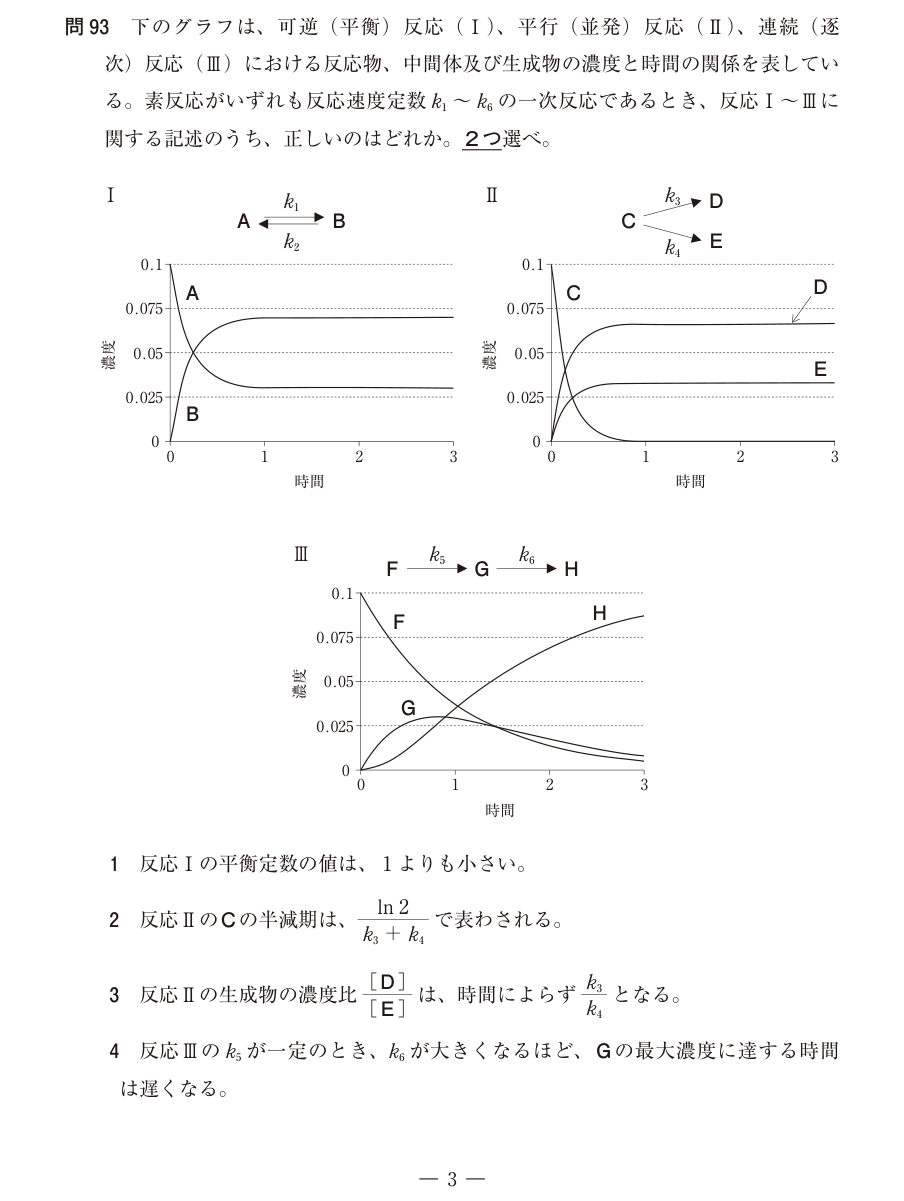 問93　下のグラフは、可逆（平衡）反応（Ⅰ）、平行（並発）反応（Ⅱ）、連続（逐
次）反応（Ⅲ）における反応物、中間体及び生成物の濃度と時間の関係を表してい
る。素反応がいずれも反応速度定数 k₁ ～ k₆ の一次反応であるとき、反応Ⅰ～Ⅲに
関する記述のうち、正しいのはどれか。２つ選べ。
Ⅰ
k₁
A B
k₂
0.1
0.075
0.05
0.025
0
濃度
A
B
0 1 2 3
時間
Ⅱ
k₃ D
C
k₄ E
0.1
0.075
0.05
0.025
0
濃度
C
D
E
0 1 2 3
時間
Ⅲ
k₅ k₆
F G H
0.1
0.075
0.05
0.025
0
濃度
F
G
H
0 1 2 3
時間
1　反応Ⅰの平衡定数の値は、１よりも小さい。
2　反応ⅡのCの半減期は、 ln 2 / (k₃ + k₄) で表わされる。
3　反応Ⅱの生成物の濃度比 [D]/[E] は、時間によらず k₃/k₄ となる。
4　反応Ⅲの k₅ が一定のとき、k₆ が大きくなるほど、Gの最大濃度に達する時間
は遅くなる。
— 3 —